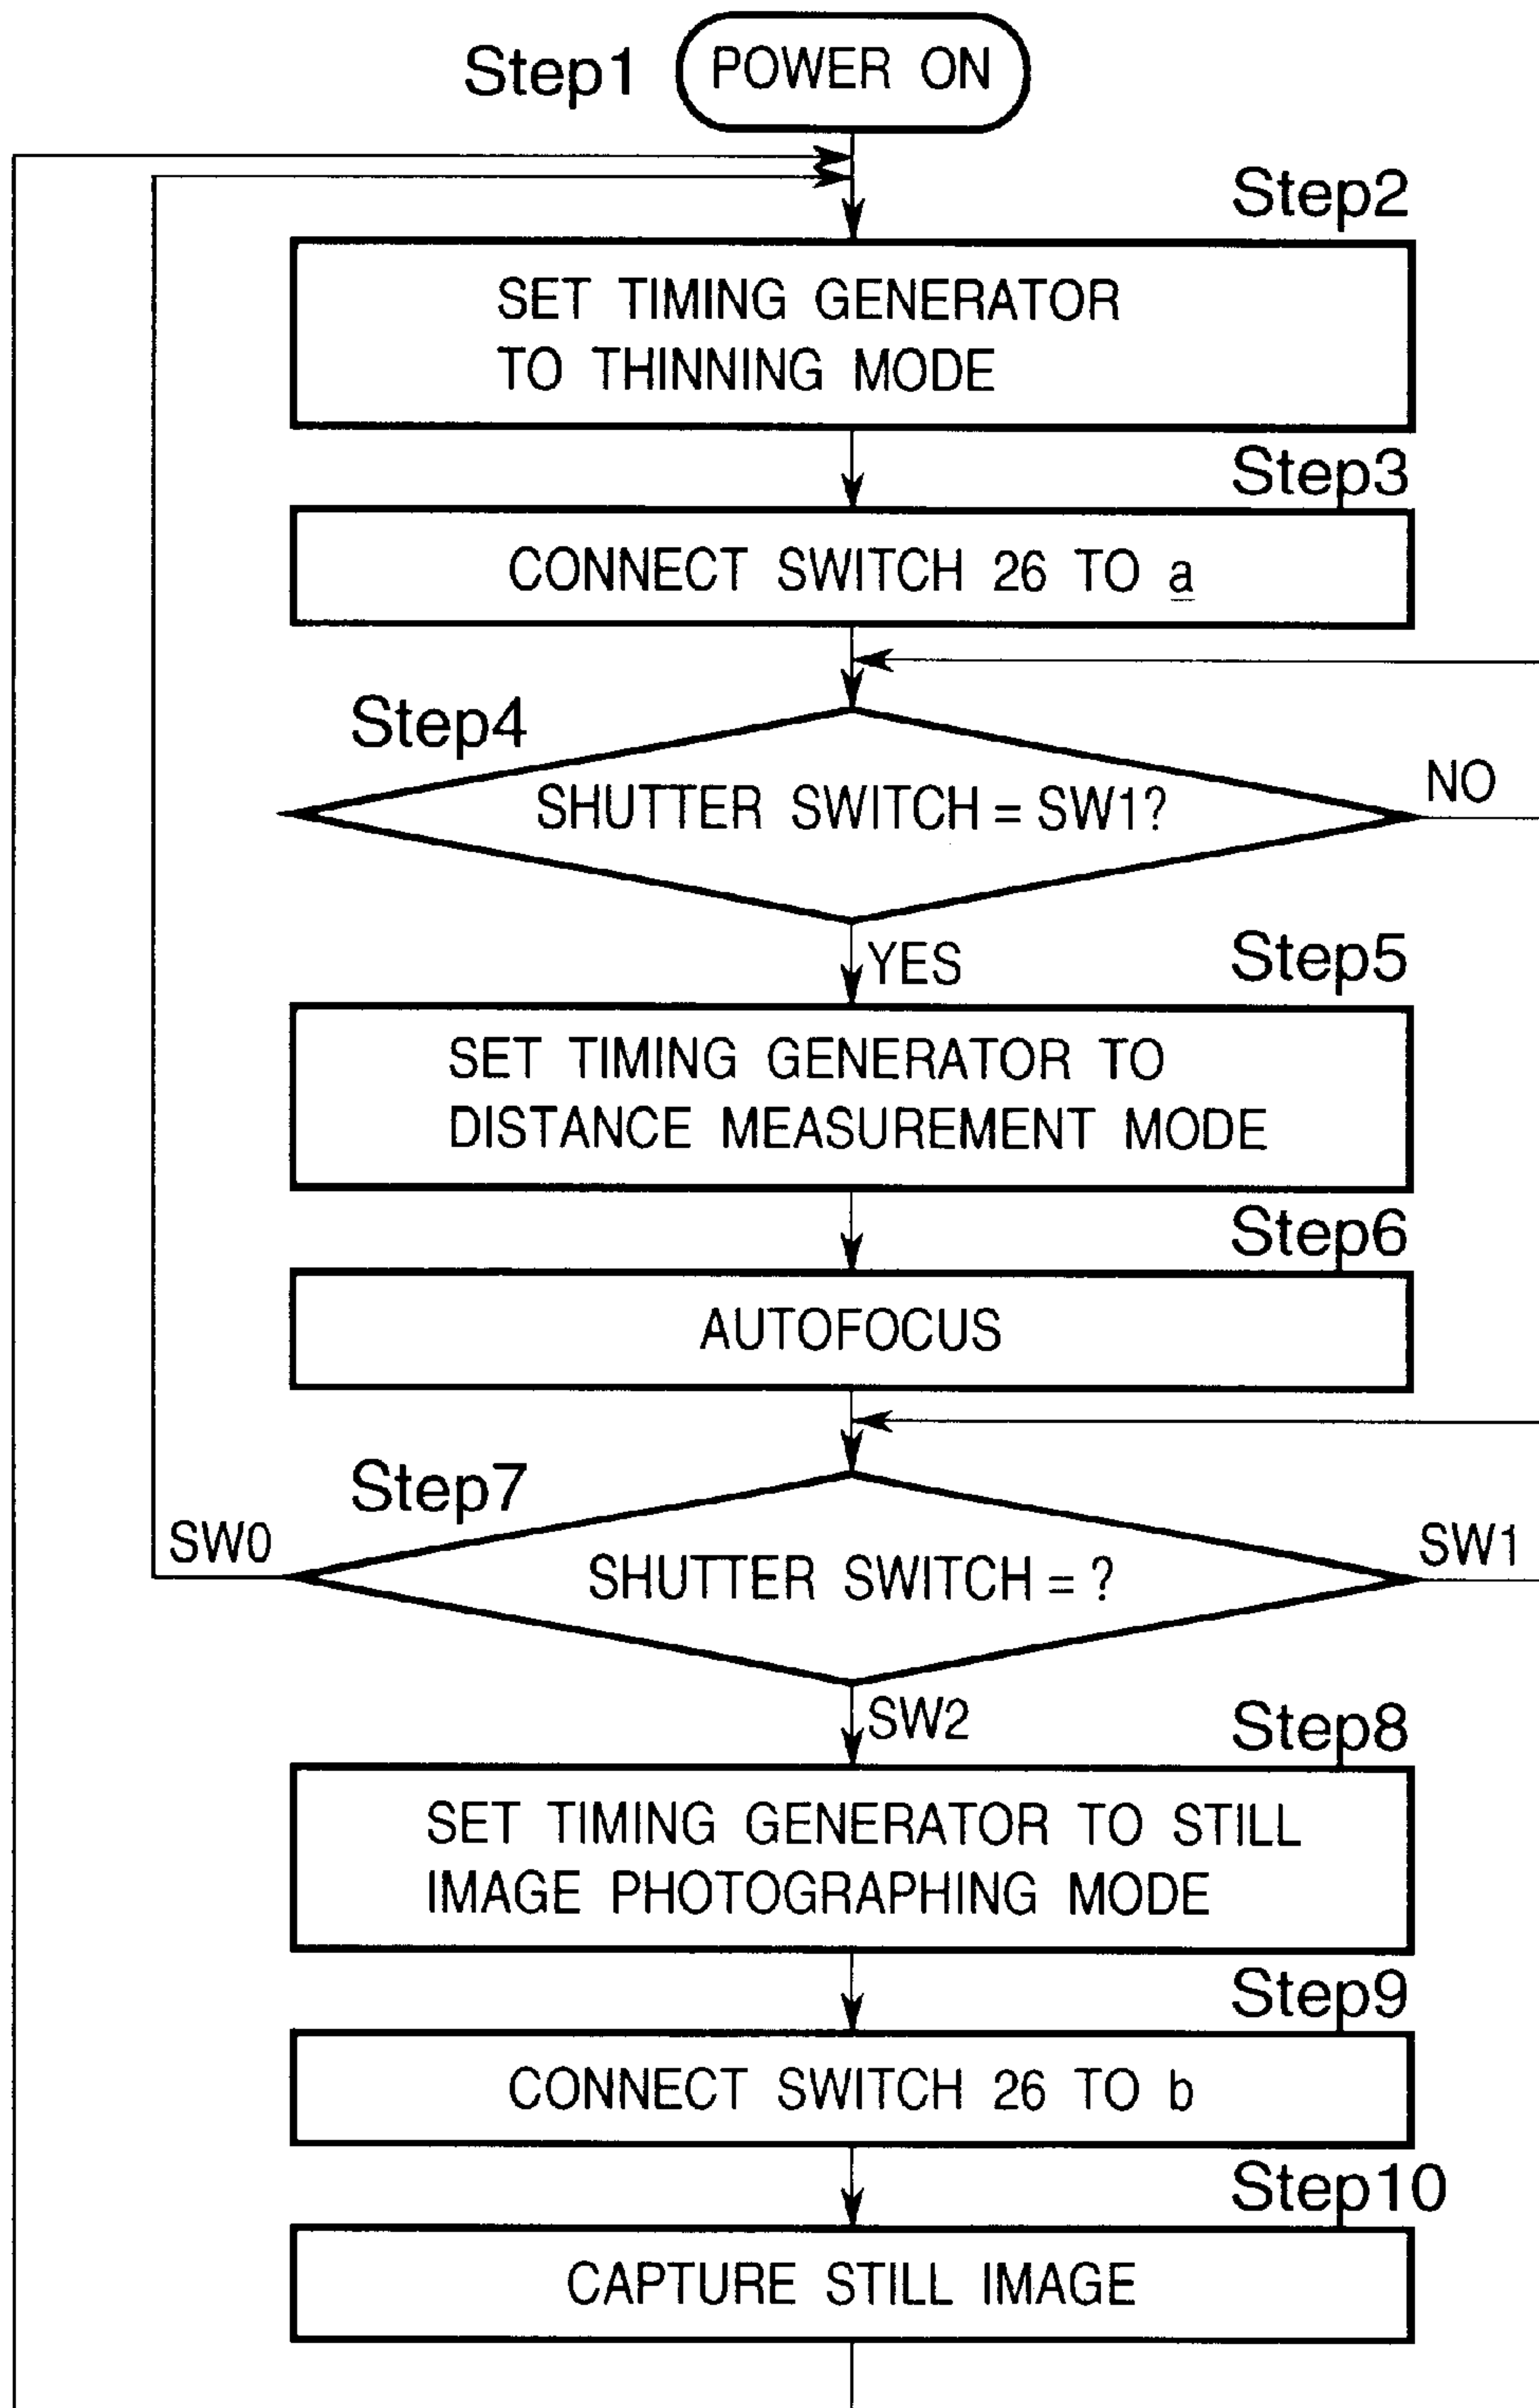 Step1
POWER ON
Step2
SET TIMING GENERATOR
TO THINNING MODE
Step3
CONNECT SWITCH 26 TO a
Step4
SHUTTER SWITCH = SW1?
NO
YES
Step5
SET TIMING GENERATOR TO
DISTANCE MEASUREMENT MODE
Step6
AUTOFOCUS
Step7
SW0
SHUTTER SWITCH = ?
SW1
SW2
Step8
SET TIMING GENERATOR TO STILL
IMAGE PHOTOGRAPHING MODE
Step9
CONNECT SWITCH 26 TO b
Step10
CAPTURE STILL IMAGE